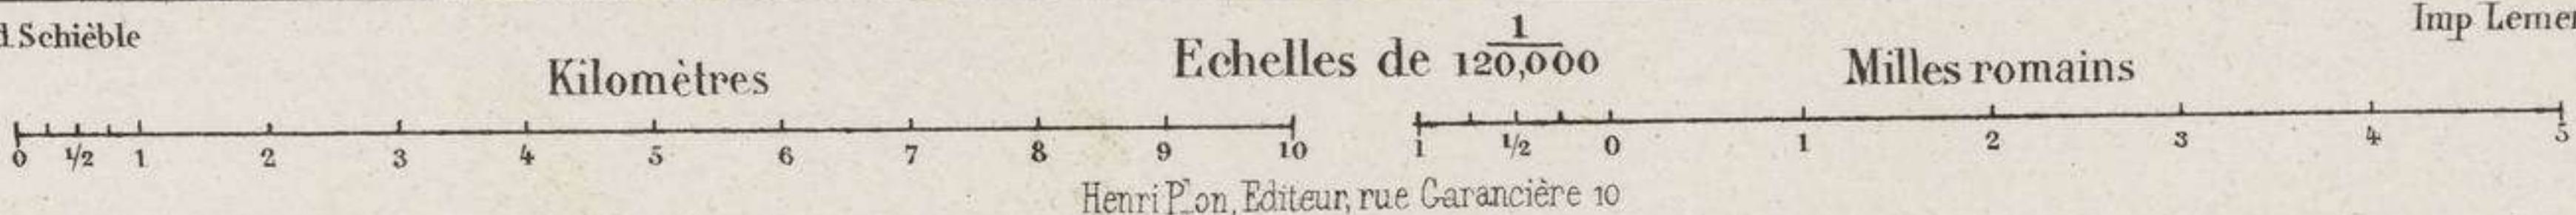 Schièble
Imp
Echelles de 1/120,000
Kilomètres
Milles romains
0 1/2 1 2 3 4 5 6 7 8 9 10
1 1/2 0 1 2 3 4 5
Henri Plon, Editeur, rue Garancière 10